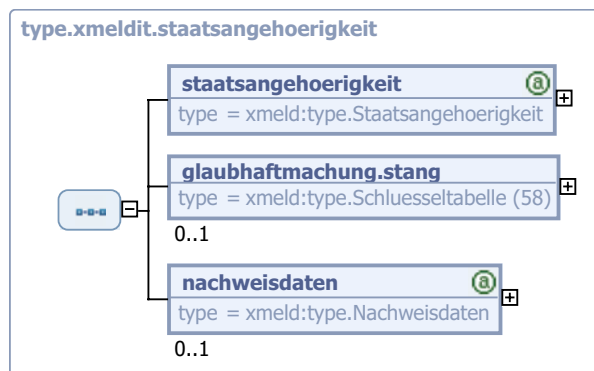 type.xmeldit.staatsangehoerigkeit
staatsangehoerigkeit a
type = xmeld:type.Staatsangehoerigkeit
glaubhaftmachung.stang
type = xmeld:type.Schluesseltabelle (58)
0..1
nachweisdaten a
type = xmeld:type.Nachweisdaten
0..1